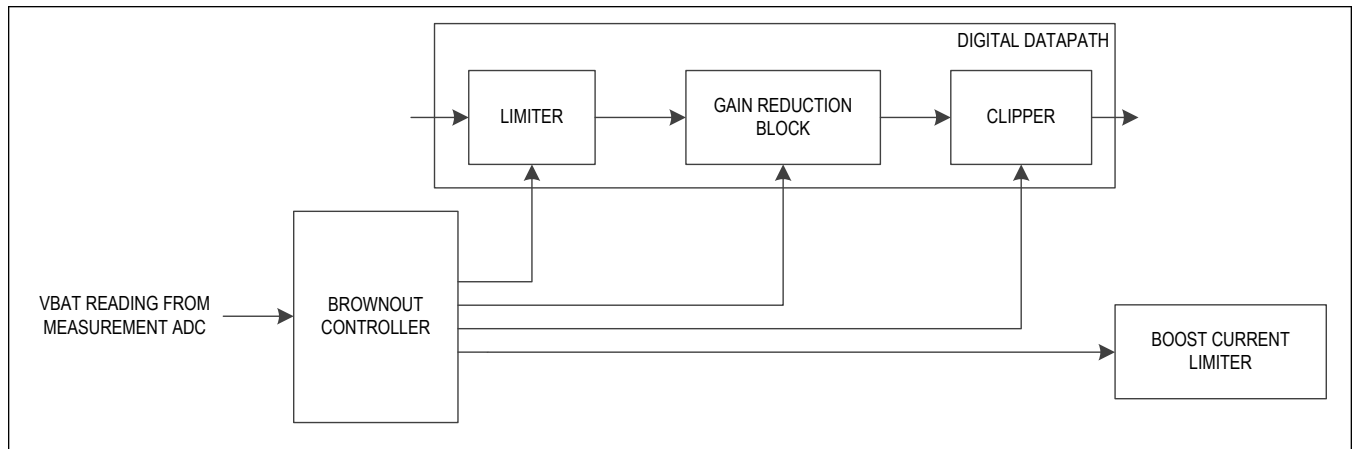 DIGITAL DATAPATH
LIMITER
GAIN REDUCTION
BLOCK
CLIPPER
VBAT READING FROM
MEASUREMENT ADC
BROWNOUT
CONTROLLER
BOOST CURRENT
LIMITER